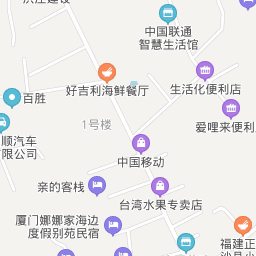 中国联通
智慧生活馆
好吉利海鲜餐厅
生活化便利店
百胜
爱哩来便利
1号楼
顺汽车
有限公司
中国移动
亲的客栈
台湾水果专卖店
厦门娜娜家海边
度假别苑民宿
福建正